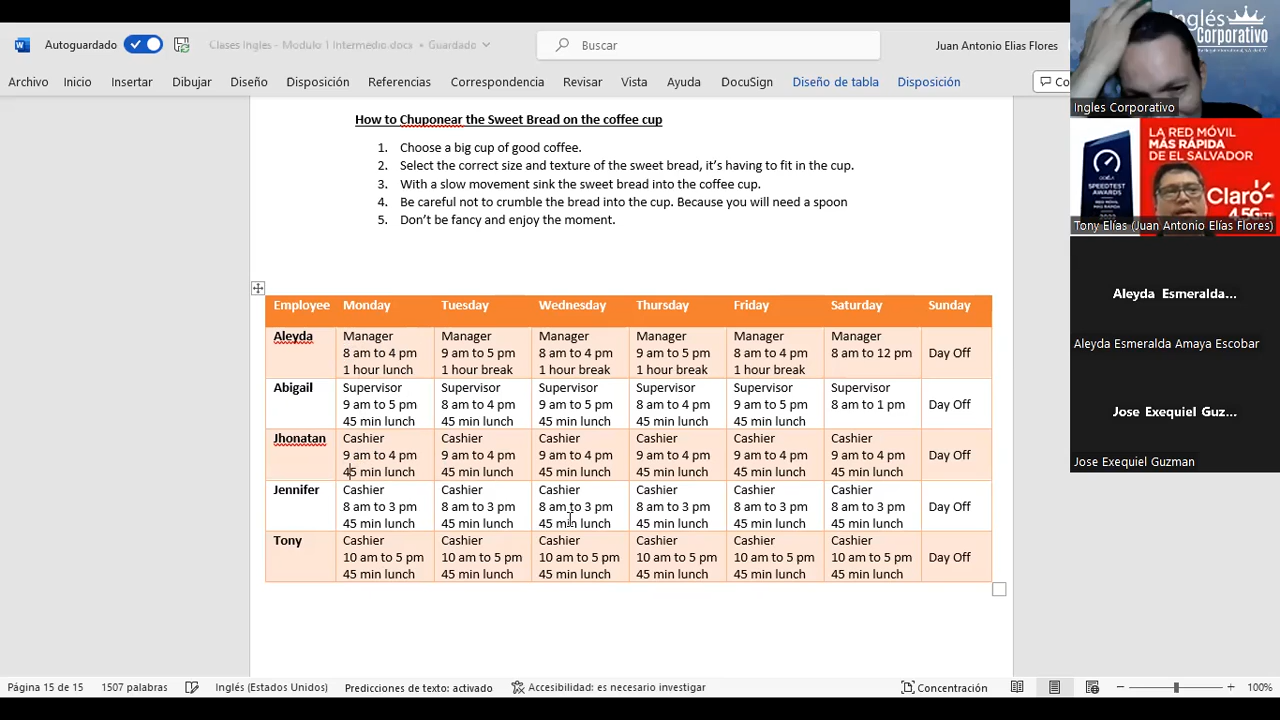 Autoguardado
Clases Ingles - Modulo 1 Intermedio.docx • Guardado
Buscar
Juan Antonio Elias Flores
Archivo Inicio Insertar Dibujar Diseño Disposición Referencias Correspondencia Revisar Vista Ayuda DocuSign Diseño de tabla Disposición Co
How to Chuponear the Sweet Bread on the coffee cup
1. Choose a big cup of good coffee.
2. Select the correct size and texture of the sweet bread, it's having to fit in the cup.
3. With a slow movement sink the sweet bread into the coffee cup.
4. Be careful not to crumble the bread into the cup. Because you will need a spoon
5. Don't be fancy and enjoy the moment.
Employee Monday Tuesday Wednesday Thursday Friday Saturday Sunday
Aleyda Manager Manager Manager Manager Manager Manager
8 am to 4 pm 9 am to 5 pm 8 am to 4 pm 9 am to 5 pm 8 am to 4 pm 8 am to 12 pm Day Off
1 hour lunch 1 hour break 1 hour break 1 hour break 1 hour break
Abigail Supervisor Supervisor Supervisor Supervisor Supervisor Supervisor
9 am to 5 pm 8 am to 4 pm 9 am to 5 pm 8 am to 4 pm 9 am to 5 pm 8 am to 1 pm Day Off
45 min lunch 45 min lunch 45 min lunch 45 min lunch 45 min lunch
Jhonatan Cashier Cashier Cashier Cashier Cashier Cashier
9 am to 4 pm 9 am to 4 pm 9 am to 4 pm 9 am to 4 pm 9 am to 4 pm 9 am to 4 pm Day Off
45 min lunch 45 min lunch 45 min lunch 45 min lunch 45 min lunch 45 min lunch
Jennifer Cashier Cashier Cashier Cashier Cashier Cashier
8 am to 3 pm 8 am to 3 pm 8 am to 3 pm 8 am to 3 pm 8 am to 3 pm 8 am to 3 pm Day Off
45 min lunch 45 min lunch 45 min lunch 45 min lunch 45 min lunch 45 min lunch
Tony Cashier Cashier Cashier Cashier Cashier Cashier
10 am to 5 pm 10 am to 5 pm 10 am to 5 pm 10 am to 5 pm 10 am to 5 pm 10 am to 5 pm Day Off
45 min lunch 45 min lunch 45 min lunch 45 min lunch 45 min lunch 45 min lunch
Página 15 de 15 1507 palabras Inglés (Estados Unidos) Predicciones de texto: activado Accesibilidad: es necesario investigar Concentración 100%
Inglés
Corporativo
Ingles Corporativo
LA RED MÓVIL
MÁS RÁPIDA
DE EL SALVADOR
SPEEDTEST
AWARDS
Claro
4.5G
Tony Elías (Juan Antonio Elías Flores)
Aleyda Esmeralda...
Aleyda Esmeralda Amaya Escobar
Jose Exequiel Guz...
Jose Exequiel Guzman